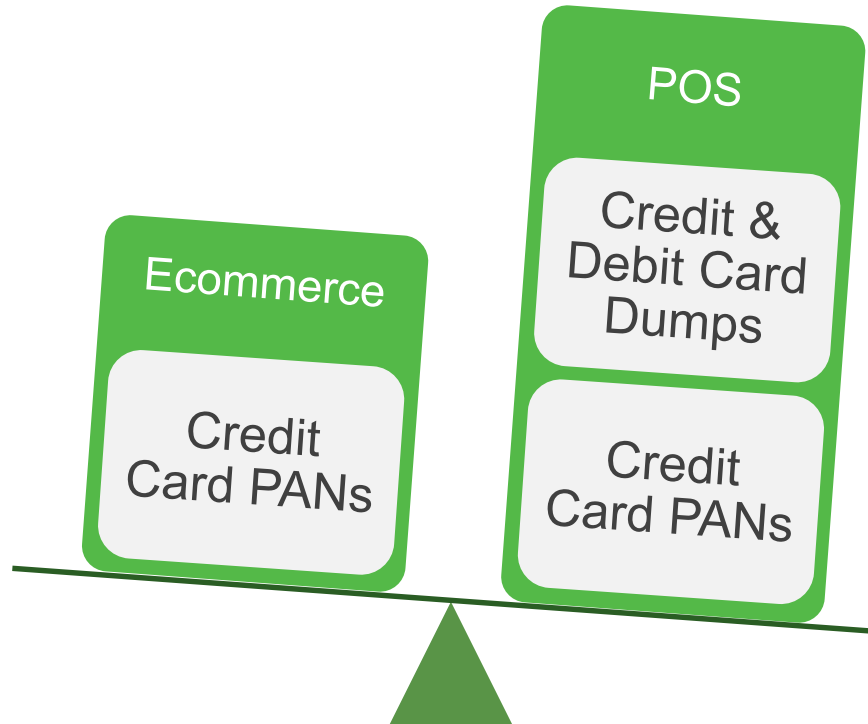 Ecommerce
Credit
Card PANs
POS
Credit &
Debit Card
Dumps
Credit
Card PANs